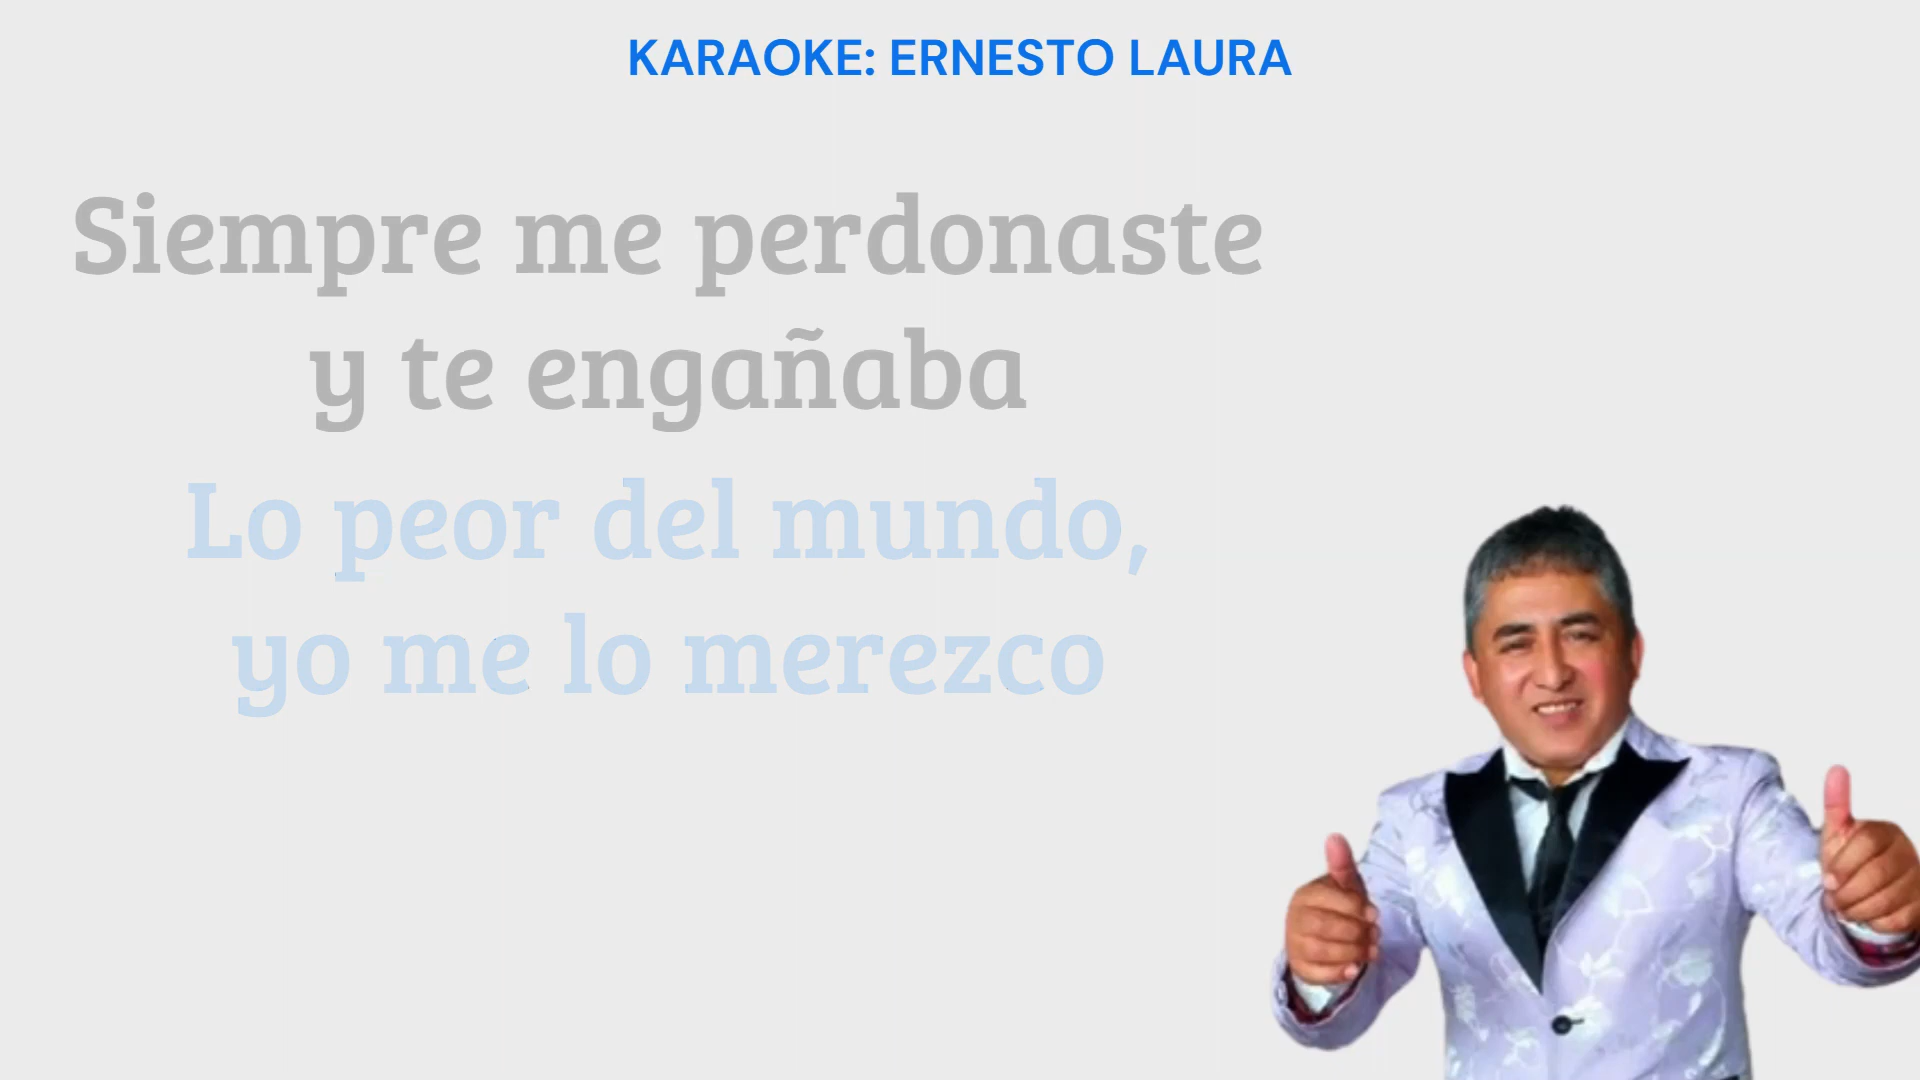 KARAOKE: ERNESTO LAURA
Siempre me perdonaste
y te engañaba
Lo peor del mundo,
yo me lo merezco